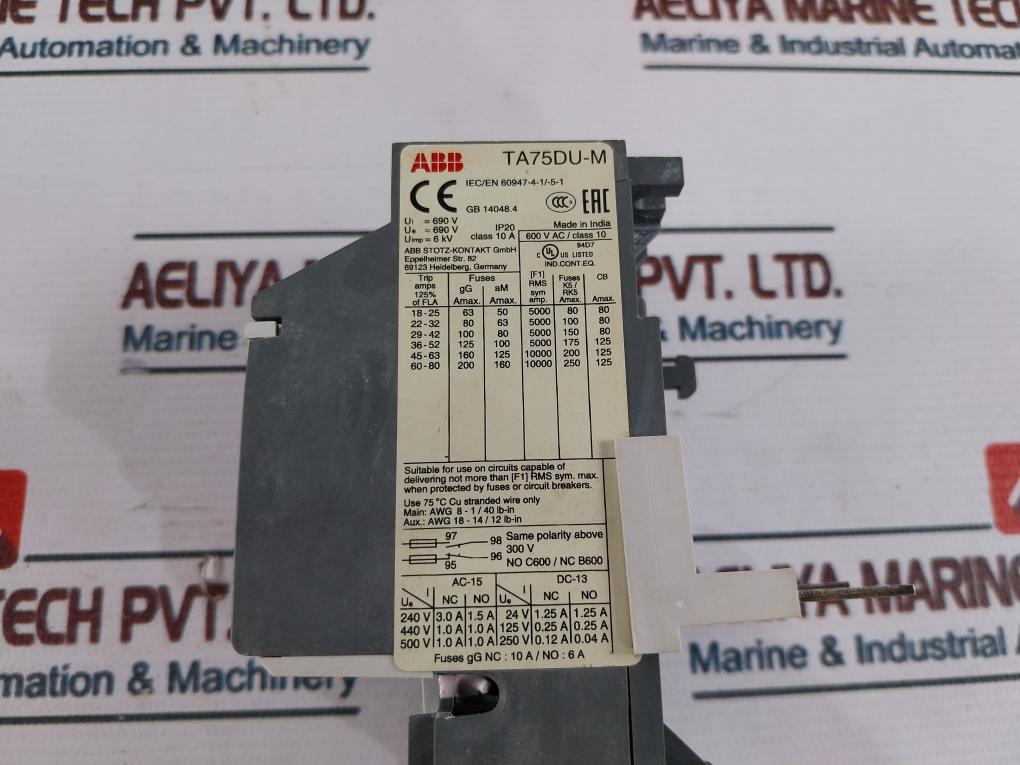 TECH PVT. LTD.
Automation & Machinery
AELIYA MARINE TECH
Marine & Industrial Automat
ABB TA75DU-M
CE IEC/EN 60947-4-1/-5-1
GB 14048.4 CCC EAC
Ui = 690 V
Ue = 690 V IP20 Made in India
Uimp = 6 kV class 10 A 600 V AC / class 10
ABB STOTZ-KONTAKT GmbH
Eppelheimer Str. 82
69123 Heidelberg, Germany
94D7
C UL US LISTED
IND.CONT.EQ.
Trip amps 125% of FLA | Fuses gG Amax. | aM Amax. | [F1] RMS sym amp. | Fuses K5 / RK5 Amax. | CB Amax.
18-25 63 50 5000 80 80
22-32 80 63 5000 100 80
29-42 100 80 5000 150 80
36-52 125 100 5000 175 125
45-63 160 125 10000 200 125
60-80 200 160 10000 250 125
Suitable for use on circuits capable of
delivering not more than [F1] RMS sym. max.
when protected by fuses or circuit breakers.
Use 75 °C Cu stranded wire only
Main: AWG 8 - 1 / 40 lb-in
Aux.: AWG 18 - 14 / 12 lb-in
97 98 Same polarity above
95 96 300 V
NO C600 / NC B600
AC-15 DC-13
Ue I NC NO Ue I NC NO
240 V 3.0 A 1.5 A 24 V 1.25 A 1.25 A
440 V 1.0 A 1.0 A 125 V 0.25 A 0.25 A
500 V 1.0 A 1.0 A 250 V 0.12 A 0.04 A
Fuses gG NC : 10 A / NO : 6 A
AELIYA MAR
Marine & Indu
PVT. LTD.
& Machinery
TECH PVT.
mation & Machinery
AELIYA MARINE
Marine & Industrial A